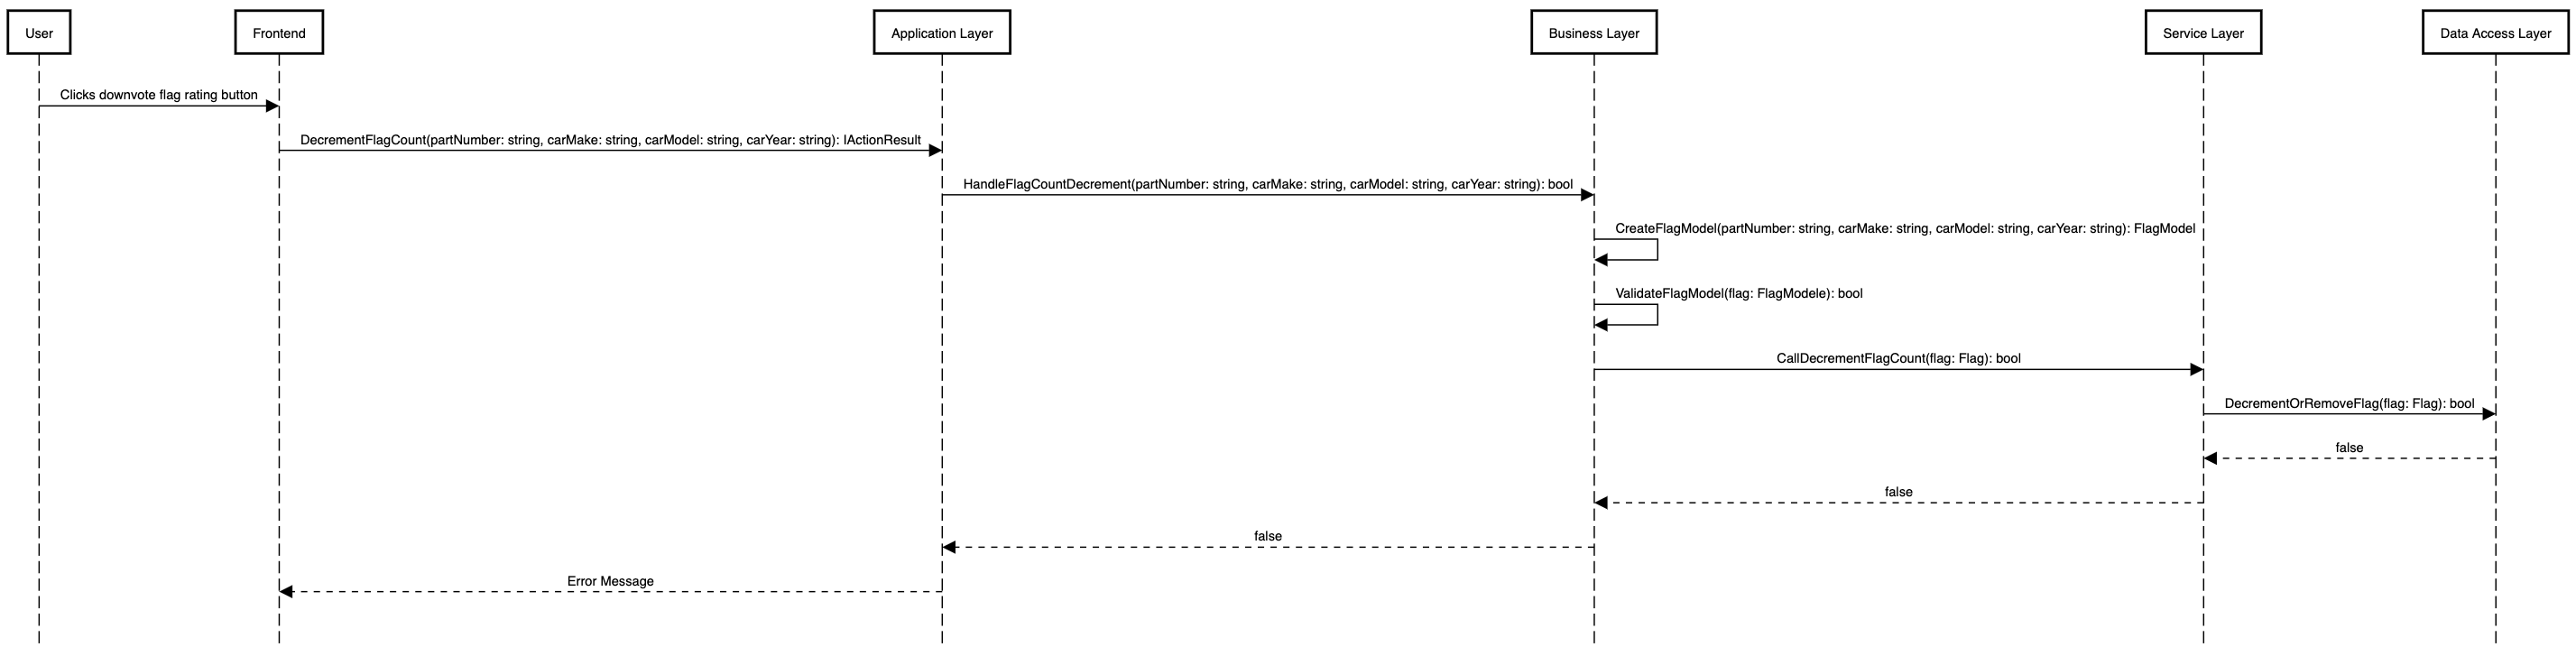 User
Frontend
Application Layer
Business Layer
Service Layer
Data Access Layer
Clicks downvote flag rating button
DecrementFlagCount(partNumber: string, carMake: string, carModel: string, carYear: string): IActionResult
HandleFlagCountDecrement(partNumber: string, carMake: string, carModel: string, carYear: string): bool
CreateFlagModel(partNumber: string, carMake: string, carModel: string, carYear: string): FlagModel
ValidateFlagModel(flag: FlagModele): bool
CallDecrementFlagCount(flag: Flag): bool
DecrementOrRemoveFlag(flag: Flag): bool
false
false
false
Error Message